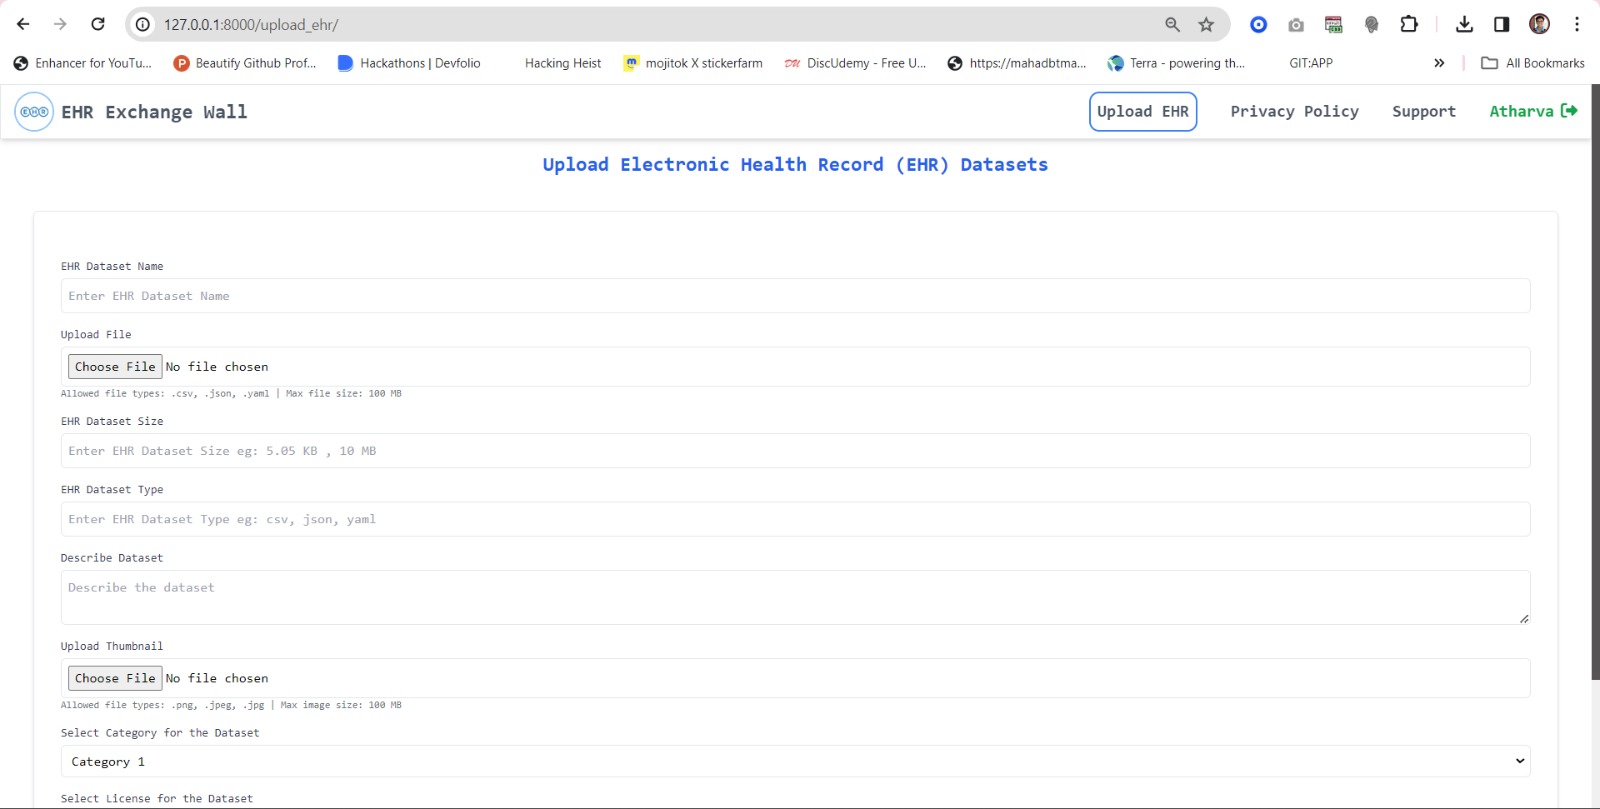 127.0.0.1:8000/upload_ehr/
Enhancer for YouTu... Beautify Github Prof... Hackathons | Devfolio Hacking Heist mojitok X stickerfarm DiscUdemy - Free U... https://mahadbtma... Terra - powering th... GIT:APP » All Bookmarks
EHR EHR Exchange Wall Upload EHR Privacy Policy Support Atharva
Upload Electronic Health Record (EHR) Datasets
EHR Dataset Name
Enter EHR Dataset Name
Upload File
Choose File No file chosen
Allowed file types: .csv, .json, .yaml | Max file size: 100 MB
EHR Dataset Size
Enter EHR Dataset Size eg: 5.05 KB , 10 MB
EHR Dataset Type
Enter EHR Dataset Type eg: csv, json, yaml
Describe Dataset
Describe the dataset
Upload Thumbnail
Choose File No file chosen
Allowed file types: .png, .jpeg, .jpg | Max image size: 100 MB
Select Category for the Dataset
Category 1
Select License for the Dataset